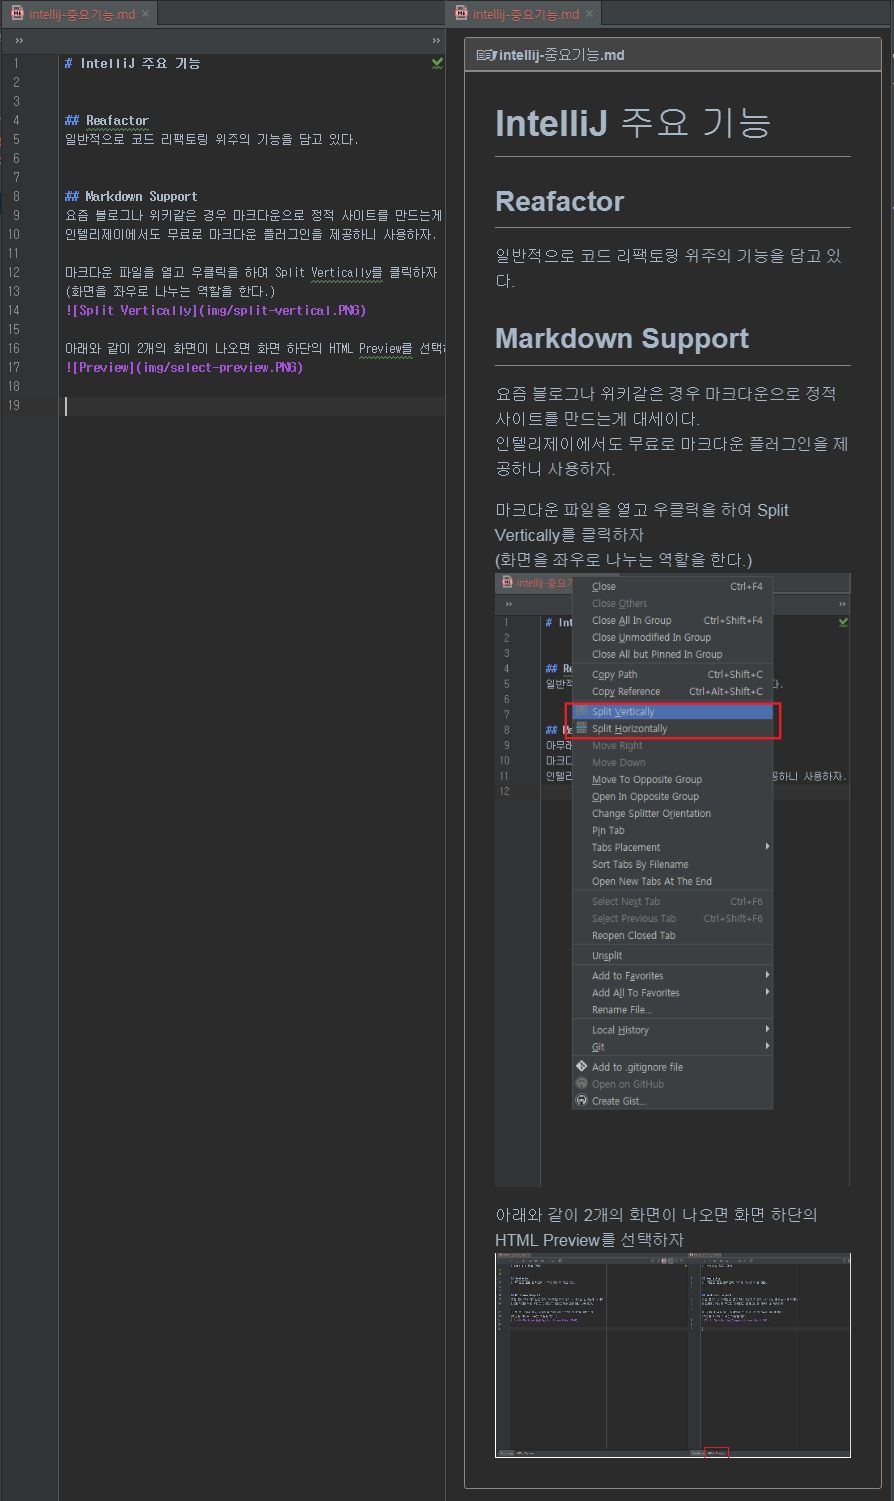 intellij-중요기능.md
intellij-중요기능.md
1 # IntelliJ 주요 기능
2
3
4 ## Reafactor
5 일반적으로 코드 리팩토링 위주의 기능을 담고 있다.
6
7
8 ## Markdown Support
9 요즘 블로그나 위키같은 경우 마크다운으로 정적 사이트를 만드는게
10 인텔리제이에서도 무료로 마크다운 플러그인을 제공하니 사용하자.
11
12 마크다운 파일을 열고 우클릭을 하여 Split Vertically를 클릭하자
13 (화면을 좌우로 나누는 역할을 한다.)
14 ![Split Vertically](img/split-vertical.PNG)
15
16 아래와 같이 2개의 화면이 나오면 화면 하단의 HTML Preview를 선택
17 ![Preview](img/select-preview.PNG)
18
19
intellij-중요기능.md
IntelliJ 주요 기능
Reafactor
일반적으로 코드 리팩토링 위주의 기능을 담고 있
다.
Markdown Support
요즘 블로그나 위키같은 경우 마크다운으로 정적
사이트를 만드는게 대세이다.
인텔리제이에서도 무료로 마크다운 플러그인을 제
공하니 사용하자.
마크다운 파일을 열고 우클릭을 하여 Split
Vertically를 클릭하자
(화면을 좌우로 나누는 역할을 한다.)
intellij-중요
1 # Int
2
3
4 ## Re
5 일반적
6
7
8 ## Ma
9 아무래
10 마크다
11 인텔리
12
다.
공하니 사용하자.
Close Ctrl+F4
Close Others
Close All In Group Ctrl+Shift+F4
Close Unmodified In Group
Close All but Pinned In Group
Copy Path Ctrl+Shift+C
Copy Reference Ctrl+Alt+Shift+C
Split Vertically
Split Horizontally
Move Right
Move Down
Move To Opposite Group
Open In Opposite Group
Change Splitter Orientation
Pin Tab
Tabs Placement
Sort Tabs By Filename
Open New Tabs At The End
Select Next Tab Ctrl+F6
Select Previous Tab Ctrl+Shift+F6
Reopen Closed Tab
Unsplit
Add to Favorites
Add All To Favorites
Rename File...
Local History
Git
Add to .gitignore file
Open on GitHub
Create Gist...
아래와 같이 2개의 화면이 나오면 화면 하단의
HTML Preview를 선택하자